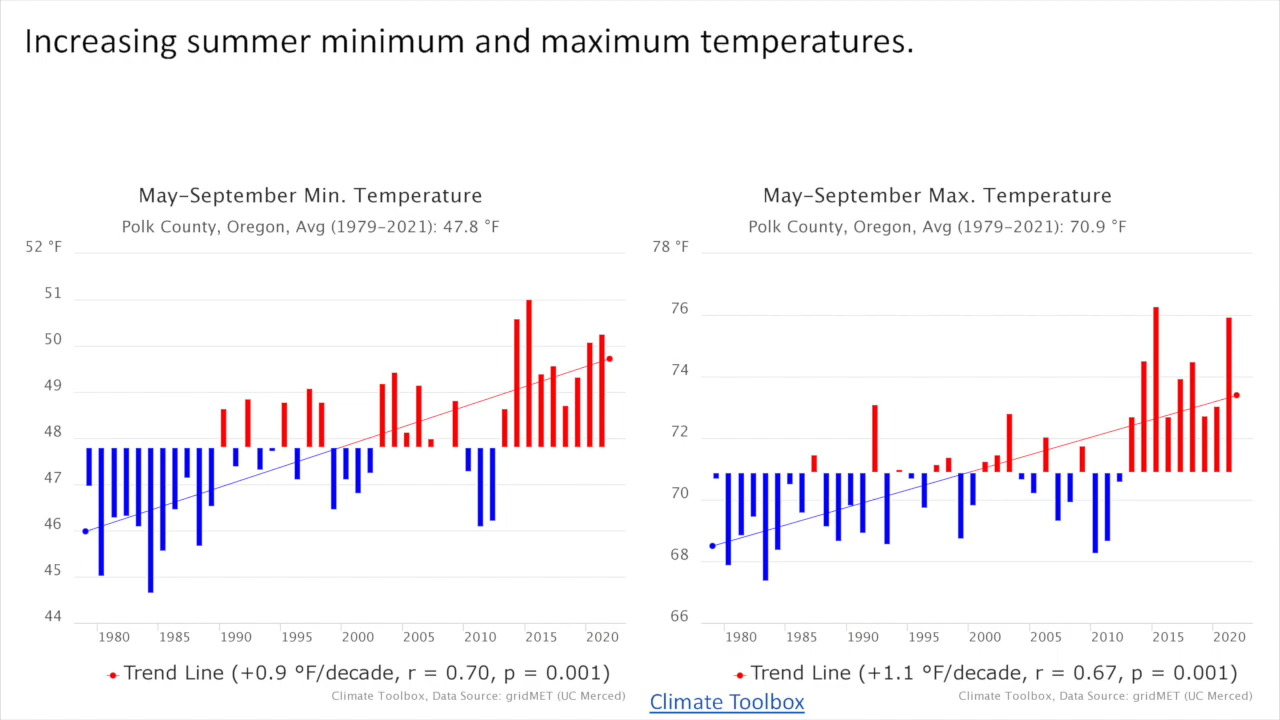 Increasing summer minimum and maximum temperatures.
May–September Min. Temperature
Polk County, Oregon, Avg (1979–2021): 47.8 °F
52 °F
51
50
49
48
47
46
45
44
1980 1985 1990 1995 2000 2005 2010 2015 2020
Trend Line (+0.9 °F/decade, r = 0.70, p = 0.001)
Climate Toolbox, Data Source: gridMET (UC Merced)
May–September Max. Temperature
Polk County, Oregon, Avg (1979–2021): 70.9 °F
78 °F
76
74
72
70
68
66
1980 1985 1990 1995 2000 2005 2010 2015 2020
Trend Line (+1.1 °F/decade, r = 0.67, p = 0.001)
Climate Toolbox, Data Source: gridMET (UC Merced)
Climate Toolbox